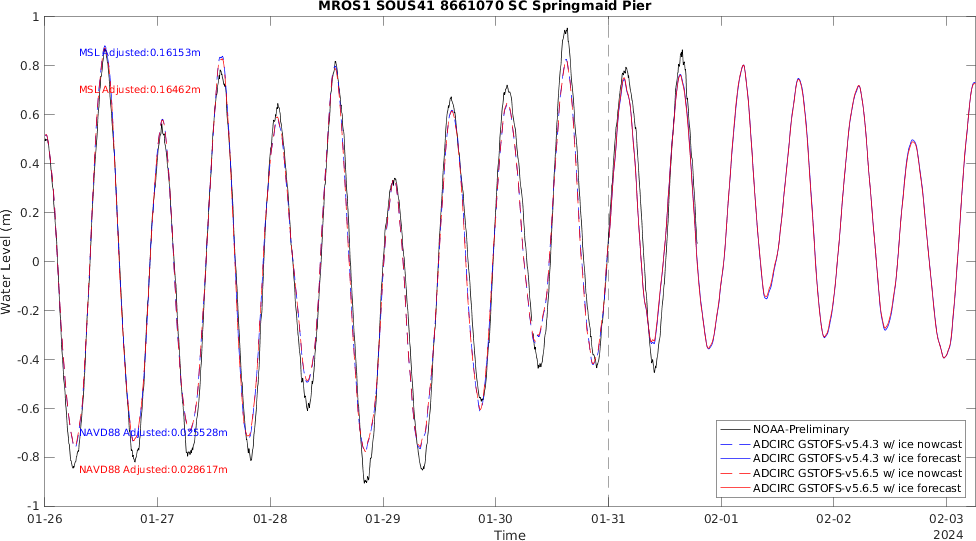 MROS1 SOUS41 8661070 SC Springmaid Pier
1
0.8
0.6
0.4
0.2
0
-0.2
-0.4
-0.6
-0.8
-1
Water Level (m)
MSL Adjusted:0.16153m
MSL Adjusted:0.16462m
NAVD88 Adjusted:0.025528m
NAVD88 Adjusted:0.028617m
NOAA-Preliminary
ADCIRC GSTOFS-v5.4.3 w/ ice nowcast
ADCIRC GSTOFS-v5.4.3 w/ ice forecast
ADCIRC GSTOFS-v5.6.5 w/ ice nowcast
ADCIRC GSTOFS-v5.6.5 w/ ice forecast
01-26 01-27 01-28 01-29 01-30 01-31 02-01 02-02 02-03
2024
Time